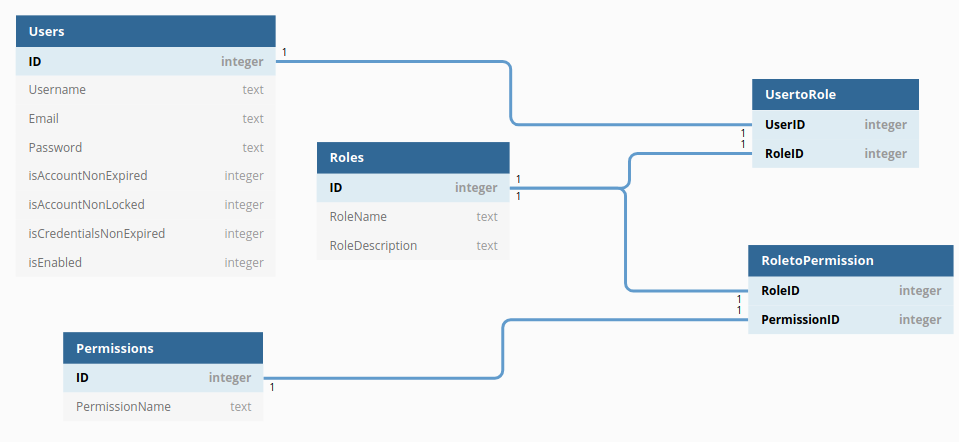 Users
ID integer
Username text
Email text
Password text
isAccountNonExpired integer
isAccountNonLocked integer
isCredentialsNonExpired integer
isEnabled integer
1
Roles
ID integer
RoleName text
RoleDescription text
1
1
UsertoRole
UserID integer
RoleID integer
1
1
RoletoPermission
RoleID integer
PermissionID integer
1
1
Permissions
ID integer
PermissionName text
1